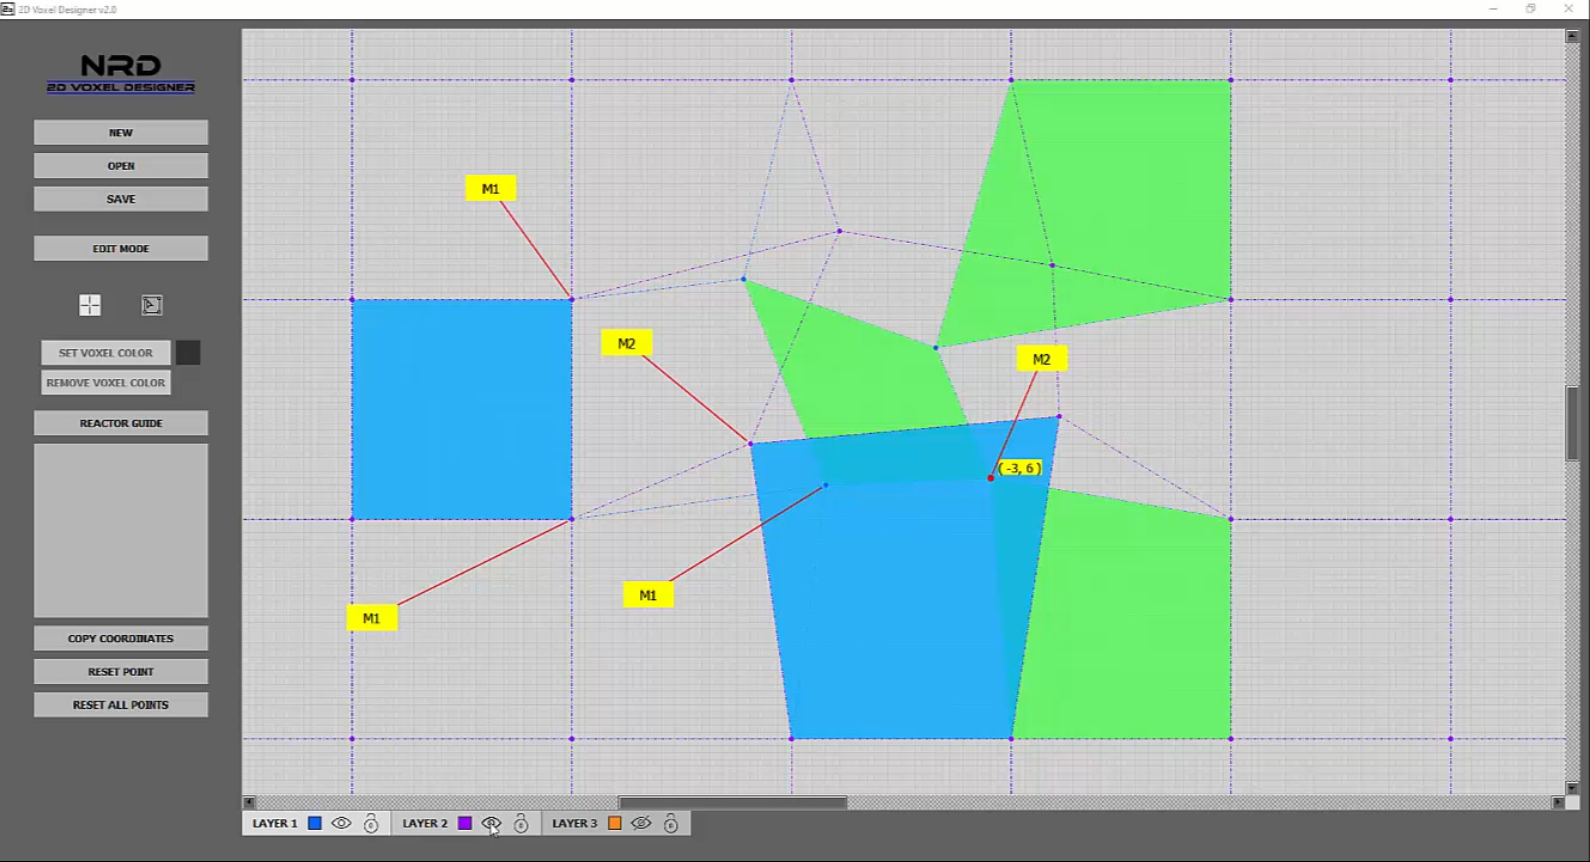 2D Voxel Designer v2.0
NRD
2D VOXEL DESIGNER
NEW
OPEN
SAVE
EDIT MODE
SET VOXEL COLOR
REMOVE VOXEL COLOR
REACTOR GUIDE
COPY COORDINATES
RESET POINT
RESET ALL POINTS
M1
M2
M2
( -3, 6 )
M1
M1
LAYER 1
LAYER 2
LAYER 3